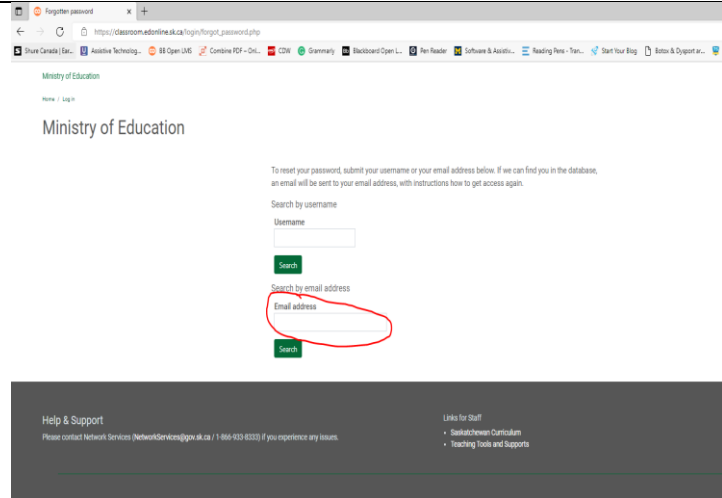 Forgotten password
https://classroom.edonline.sk.ca/login/forgot_password.php
Shure Canada | Ear... Assistive Technolog... BB Open LMS Combine PDF – Onl... CDW Grammarly Blackboard Open L... Pen Reader Software & Assistiv... Reading Pens - Tran... Start Your Blog Botox & Dysport ar...
Ministry of Education
Home / Log in
Ministry of Education
To reset your password, submit your username or your email address below. If we can find you in the database,
an email will be sent to your email address, with instructions how to get access again.
Search by username
Username
Search
Search by email address
Email address
Search
Help & Support
Please contact Network Services (NetworkServices@gov.sk.ca / 1-866-933-8333) if you experience any issues.
Links for Staff
Saskatchewan Curriculum
Teaching Tools and Supports